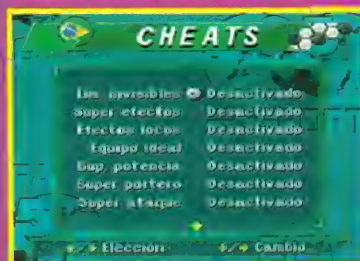 CHEATS
Lim. invisibles Desactivado
Super efectos Desactivado
Efectos locos Desactivado
Equipo ideal Desactivado
Sup. potencia Desactivado
Super portero Desactivado
Super ataque Desactivado
Elección Cambio